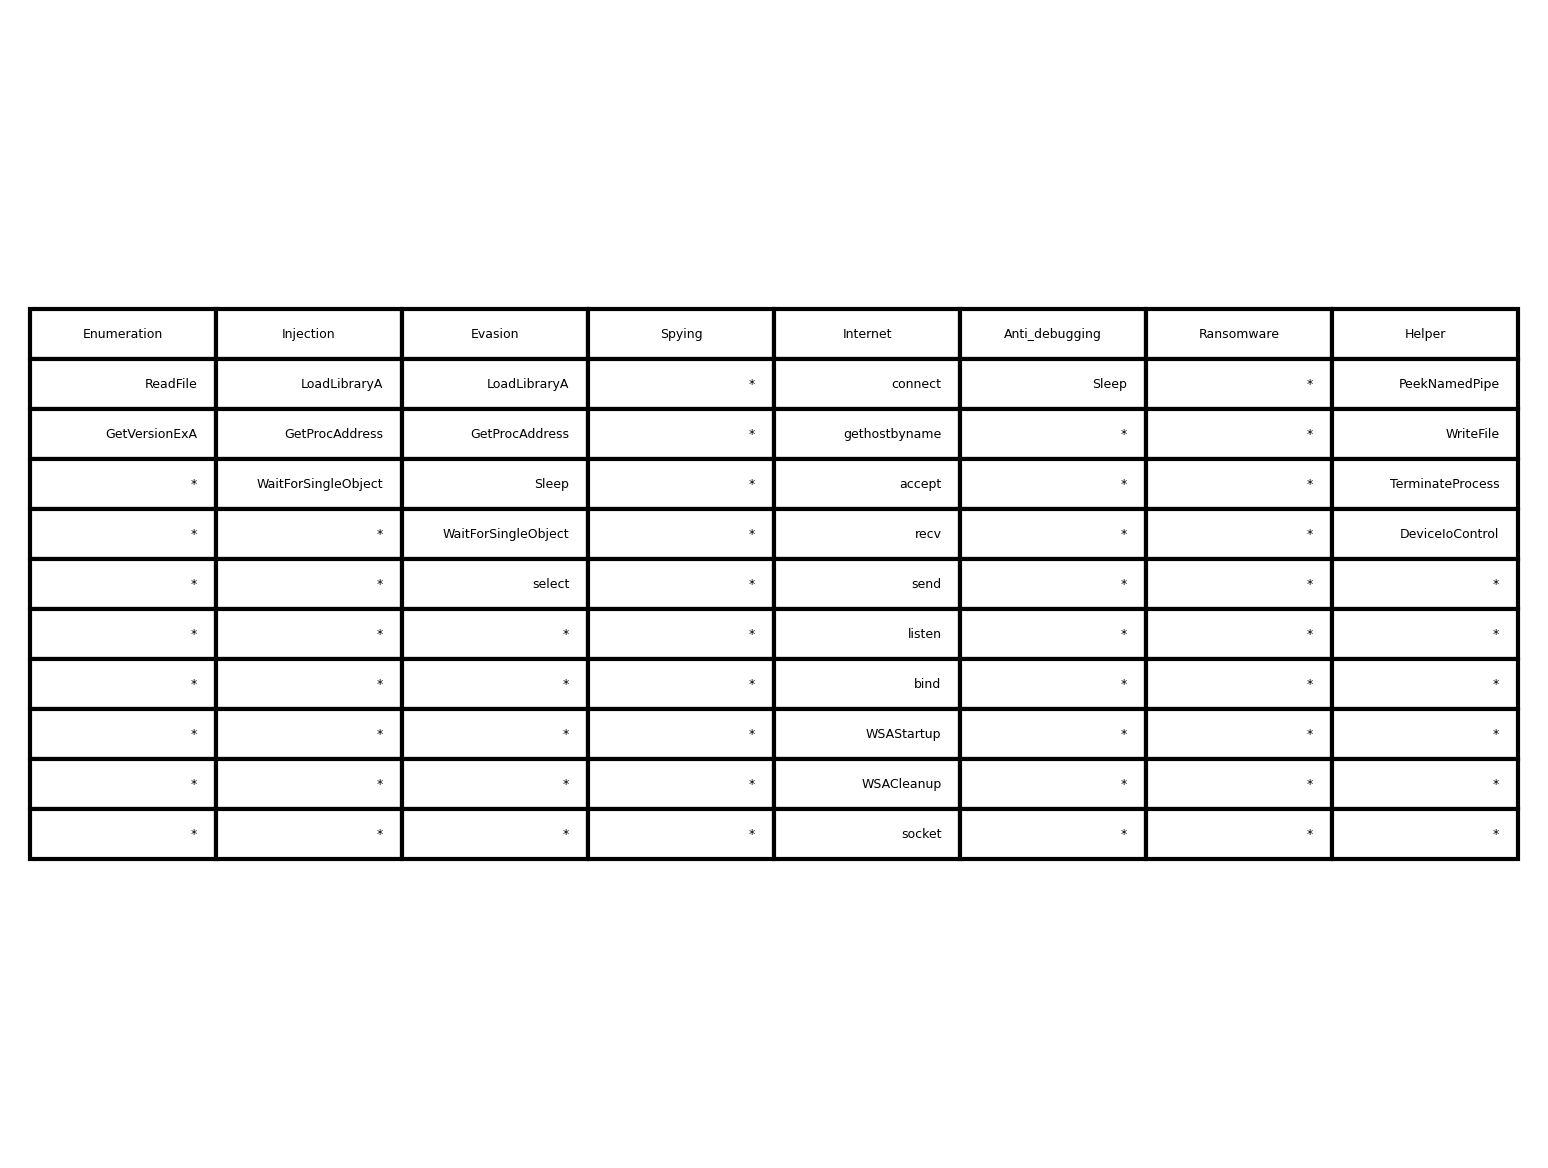 Enumeration Injection Evasion Spying Internet Anti_debugging Ransomware Helper
ReadFile LoadLibraryA LoadLibraryA * connect Sleep * PeekNamedPipe
GetVersionExA GetProcAddress GetProcAddress * gethostbyname * * WriteFile
* WaitForSingleObject Sleep * accept * * TerminateProcess
* * WaitForSingleObject * recv * * DeviceIoControl
* * select * send * * *
* * * * listen * * *
* * * * bind * * *
* * * * WSAStartup * * *
* * * * WSACleanup * * *
* * * * socket * * *